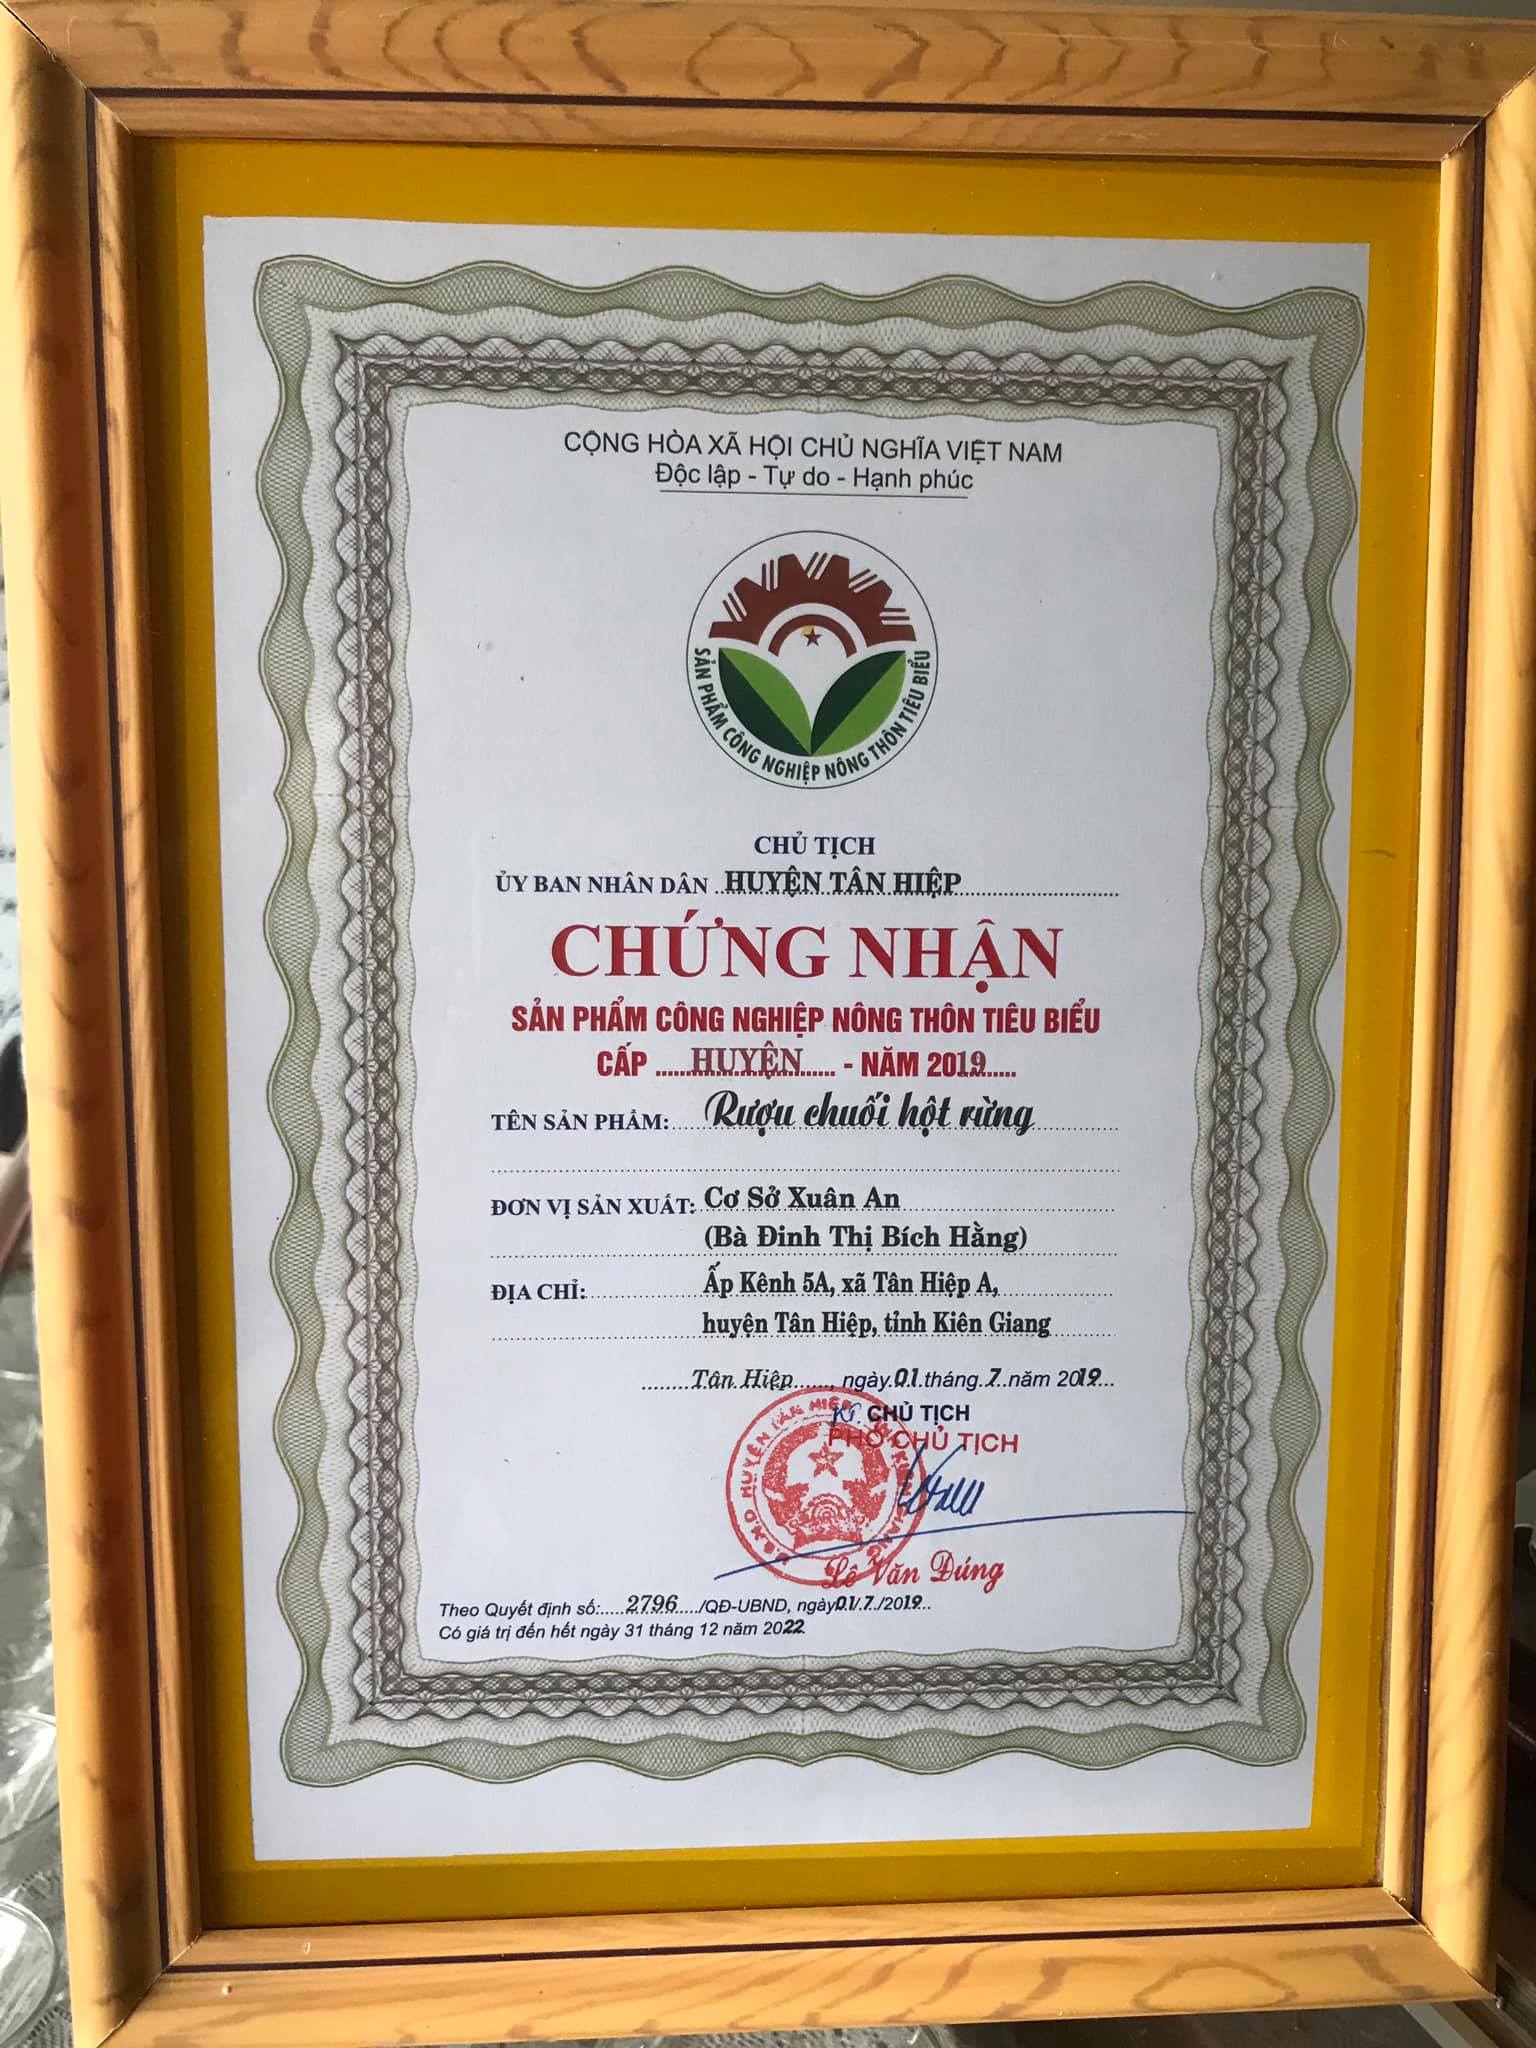 CỘNG HÒA XÃ HỘI CHỦ NGHĨA VIỆT NAM
Độc lập - Tự do - Hạnh phúc
SẢN PHẨM CÔNG NGHIỆP NÔNG THÔN TIÊU BIỂU
CHỦ TỊCH
ỦY BAN NHÂN DÂN HUYỆN TÂN HIỆP
CHỨNG NHẬN
SẢN PHẨM CÔNG NGHIỆP NÔNG THÔN TIÊU BIỂU
CẤP ......HUYỆN...... - NĂM 2019......
TÊN SẢN PHẨM:..... Rượu chuối hột rừng
ĐƠN VỊ SẢN XUẤT: Cơ Sở Xuân An
(Bà Đinh Thị Bích Hằng)
ĐỊA CHỈ: Ấp Kênh 5A, xã Tân Hiệp A,
huyện Tân Hiệp, tỉnh Kiên Giang
........Tân Hiệp......, ngày.01.tháng.7..năm 2019...
KT. CHỦ TỊCH
PHÓ CHỦ TỊCH
U.B.N.D HUYỆN TÂN HIỆP
Lê Văn Dúng
Theo Quyết định số:.....2796..../QĐ-UBND, ngày01/.7./2019...
Có giá trị đến hết ngày 31 tháng 12 năm 2022